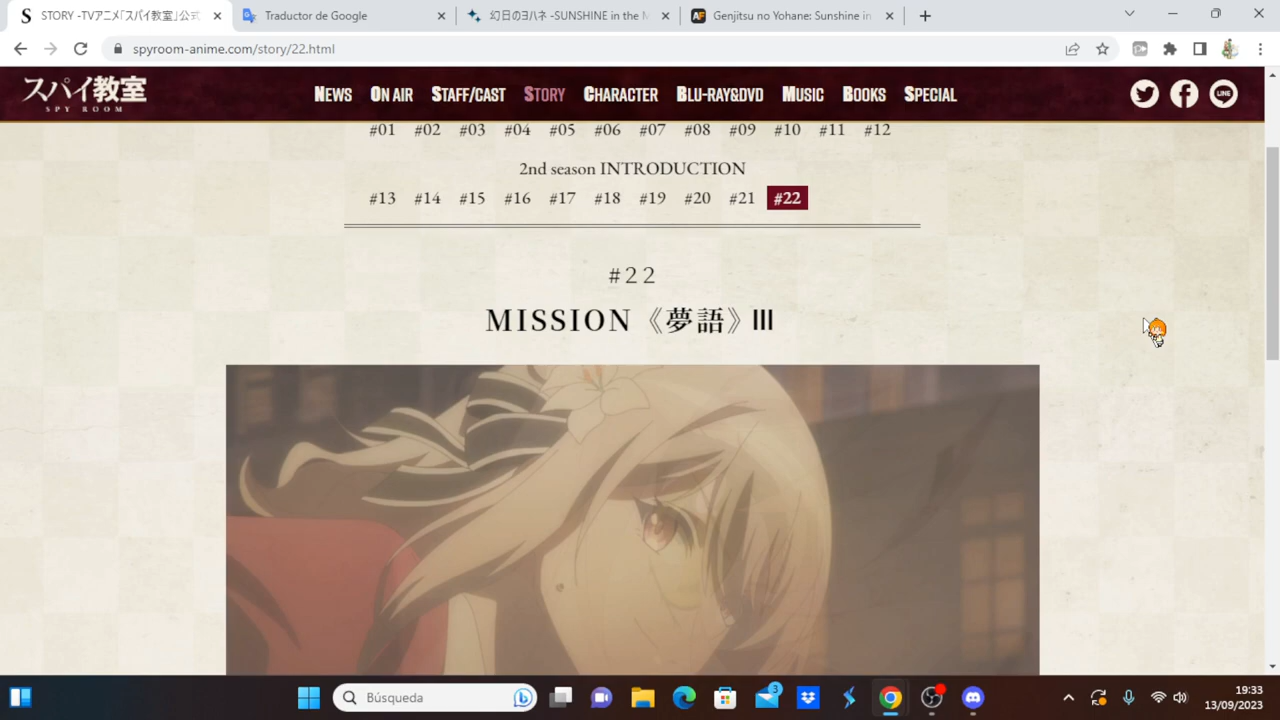 STORY -TVアニメ「スパイ教室」公式
Traductor de Google
幻日のヨハネ -SUNSHINE in the M
Genjitsu no Yohane: Sunshine in
spyroom-anime.com/story/22.html
スパイ教室
SPY ROOM
NEWS ON AIR STAFF/CAST STORY CHARACTER BLU-RAY&DVD MUSIC BOOKS SPECIAL
LINE
#01 #02 #03 #04 #05 #06 #07 #08 #09 #10 #11 #12
2nd season INTRODUCTION
#13 #14 #15 #16 #17 #18 #19 #20 #21 #22
#22
MISSION《夢語》III
Búsqueda
3
19:33
13/09/2023